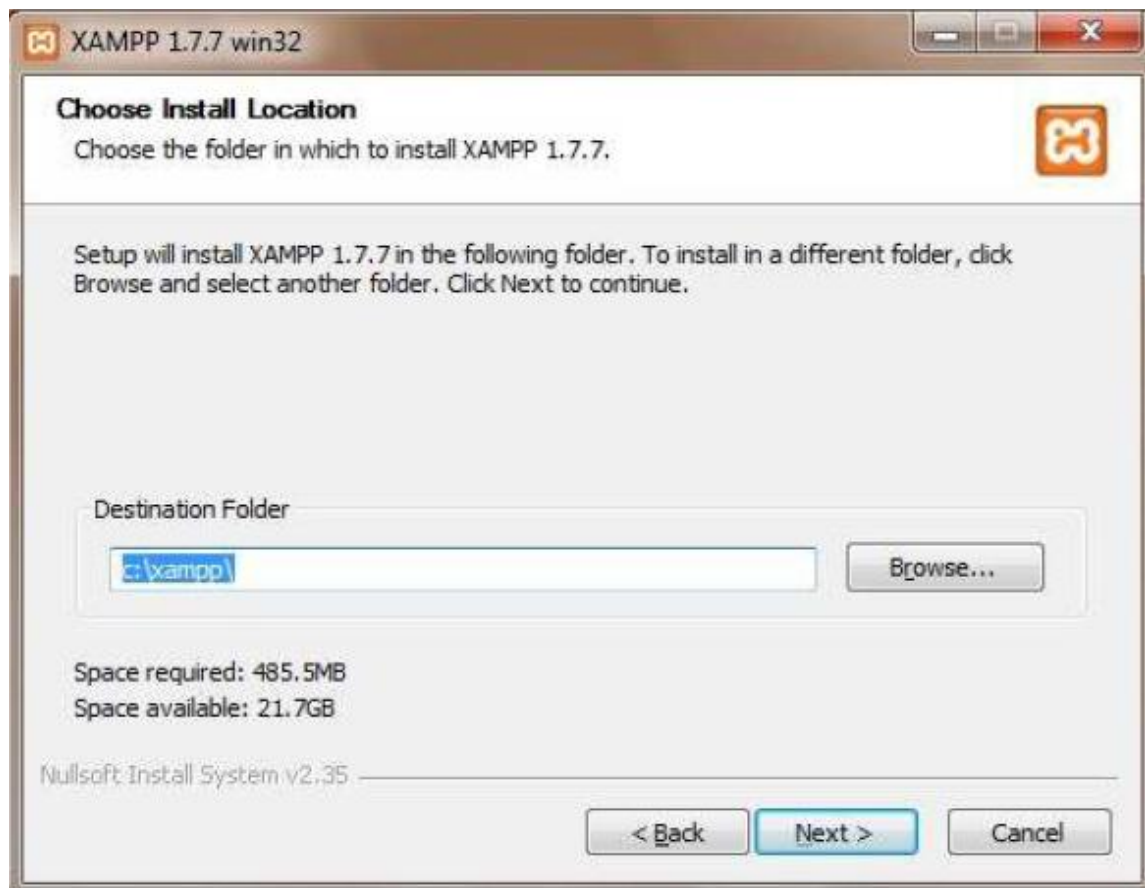 XAMPP 1.7.7 win32
Choose Install Location
Choose the folder in which to install XAMPP 1.7.7.
Setup will install XAMPP 1.7.7 in the following folder. To install in a different folder, click
Browse and select another folder. Click Next to continue.
Destination Folder
c:\xampp\
Browse...
Space required: 485.5MB
Space available: 21.7GB
Nullsoft Install System v2.35
< Back
Next >
Cancel